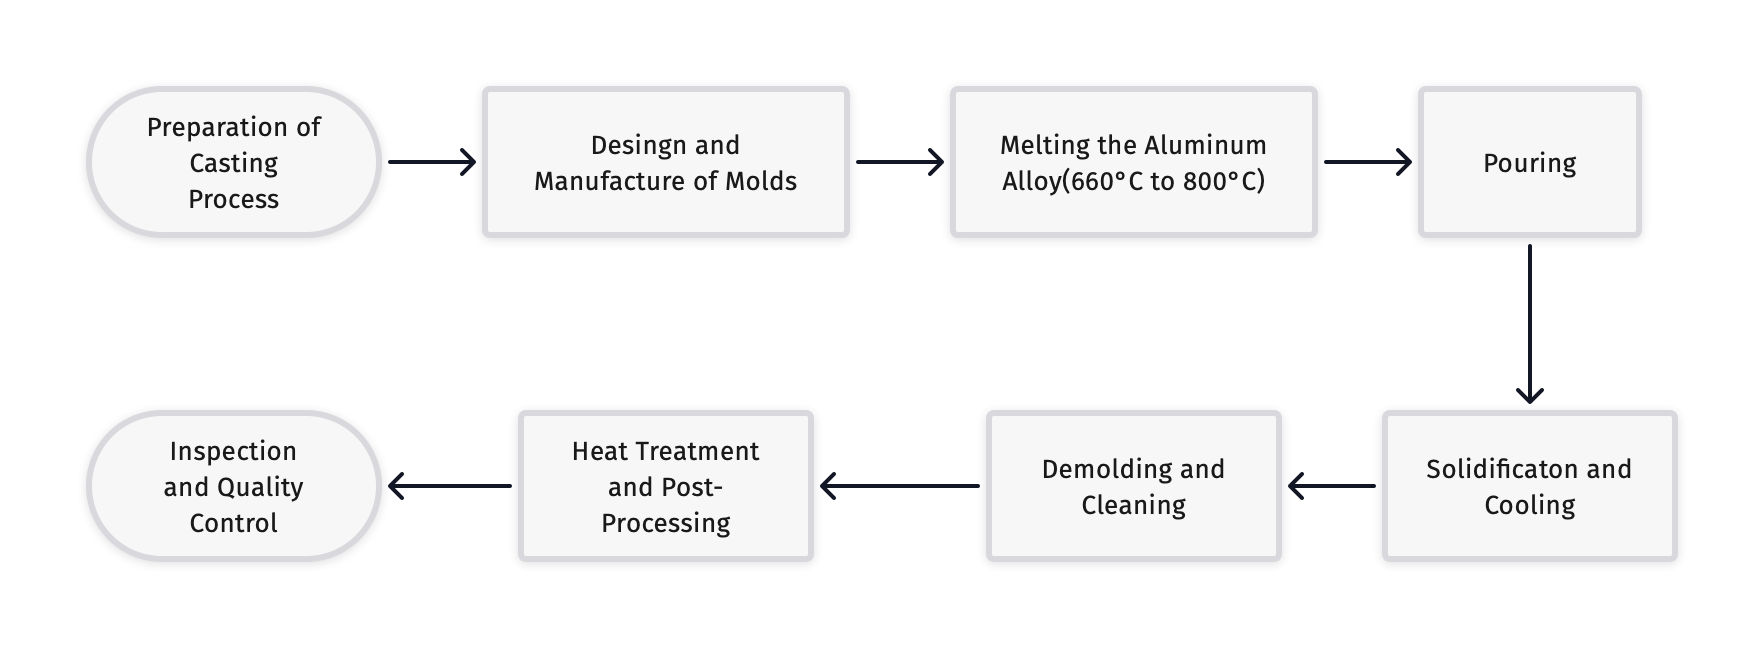 Preparation of
Casting
Process
Desingn and
Manufacture of Molds
Melting the Aluminum
Alloy(660°C to 800°C)
Pouring
Solidificaton and
Cooling
Demolding and
Cleaning
Heat Treatment
and Post-
Processing
Inspection
and Quality
Control